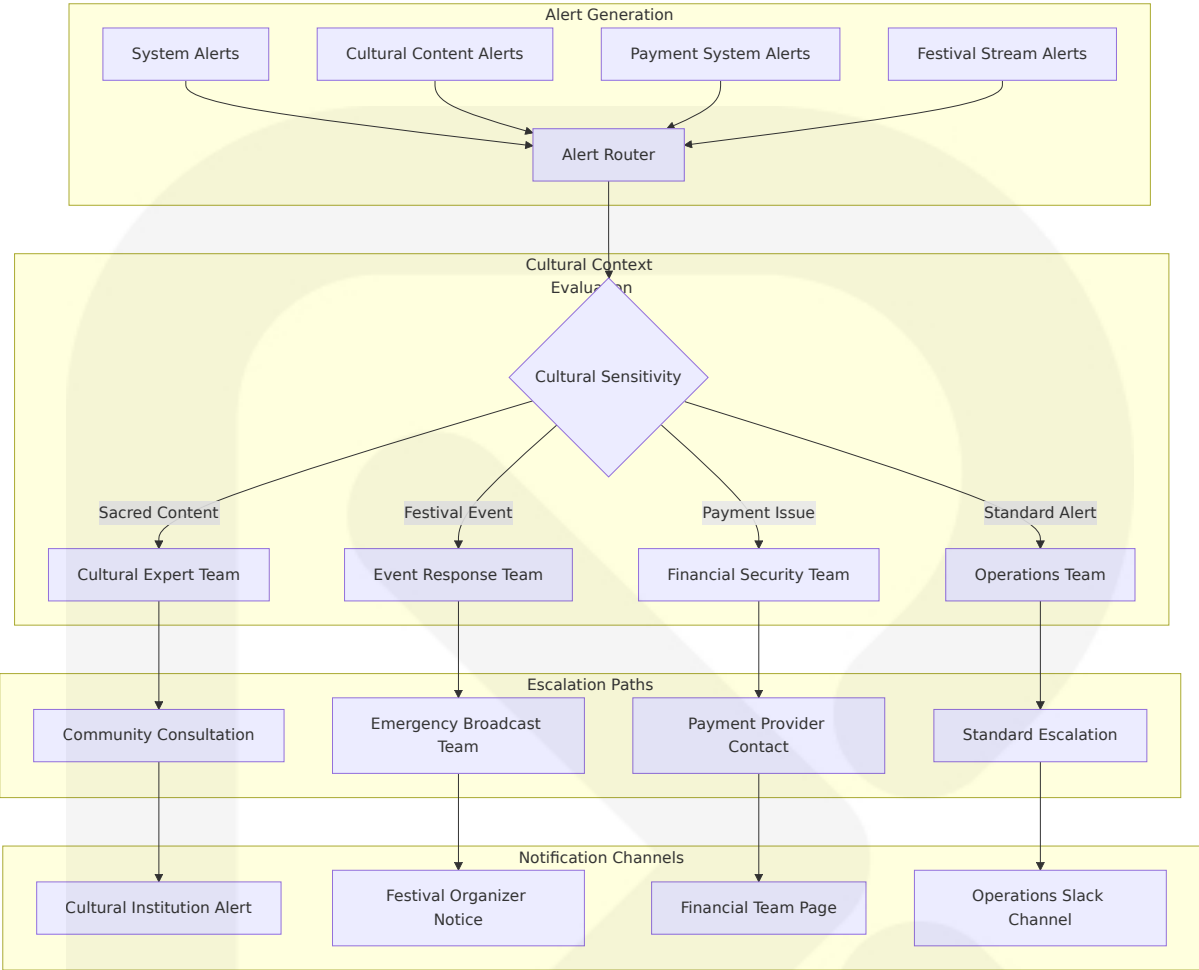 Alert Generation
System Alerts
Cultural Content Alerts
Payment System Alerts
Festival Stream Alerts
Alert Router
Cultural Context
Cultural Sensitivity
Sacred Content
Festival Event
Payment Issue
Standard Alert
Cultural Expert Team
Event Response Team
Financial Security Team
Operations Team
Escalation Paths
Community Consultation
Emergency Broadcast
Team
Payment Provider
Contact
Standard Escalation
Notification Channels
Cultural Institution Alert
Festival Organizer
Notice
Financial Team Page
Operations Slack
Channel